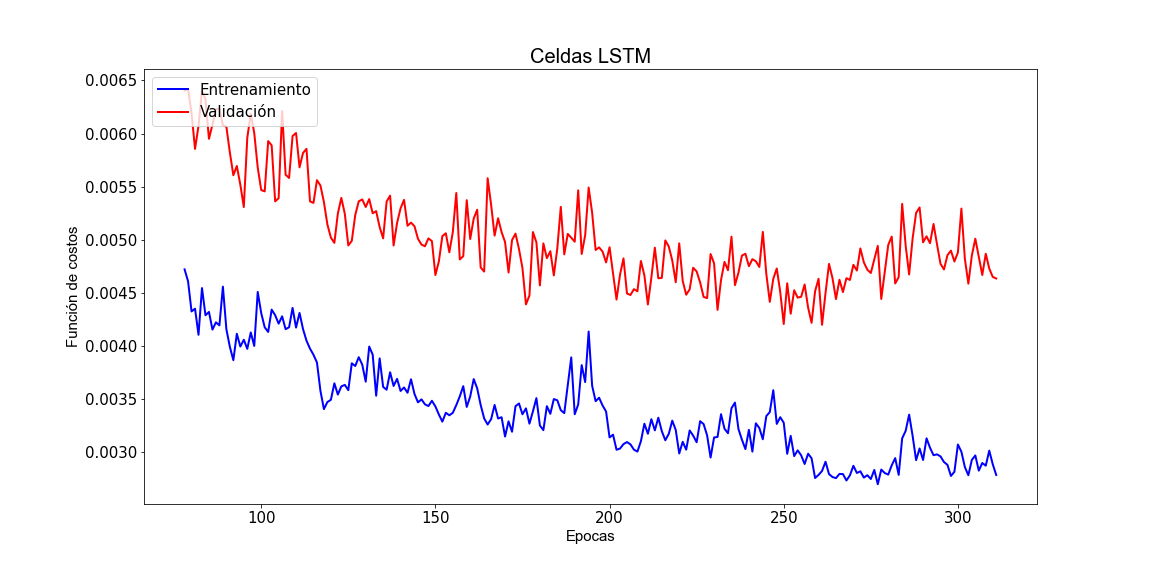 Celdas LSTM
Entrenamiento
Validación
Función de costos
0.0065
0.0060
0.0055
0.0050
0.0045
0.0040
0.0035
0.0030
100
150
200
250
300
Epocas